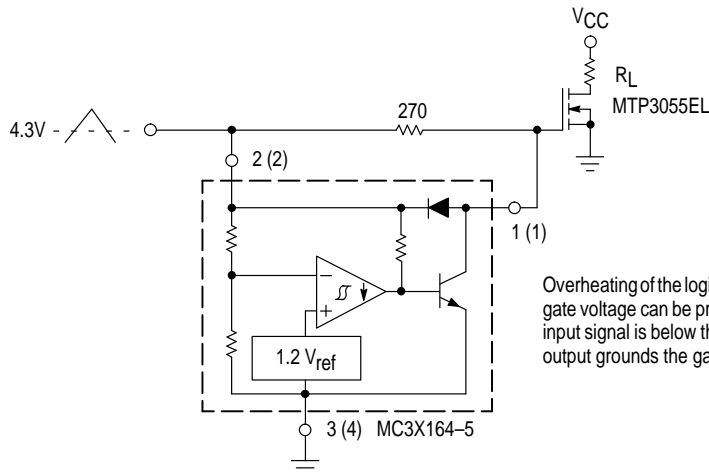 VCC
RL
MTP3055EL
270
4.3V
2 (2)
1 (1)
–
+
1.2 Vref
3 (4) MC3X164–5
Overheating of the logi
gate voltage can be pr
input signal is below th
output grounds the ga